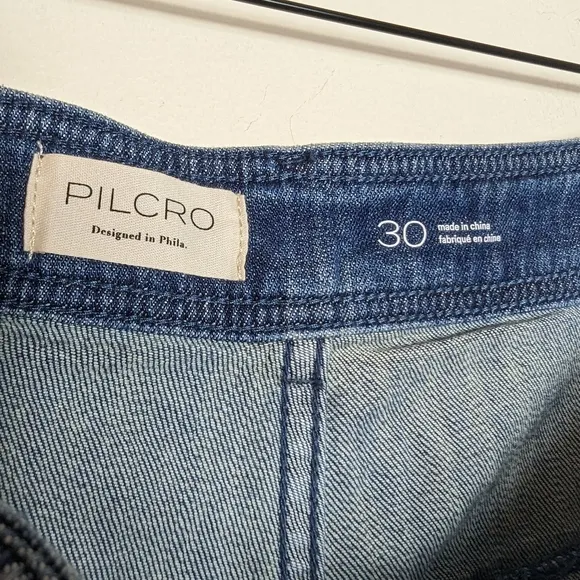 PILCRO
Designed in Phila.
30
made in china
fabriqué en chine